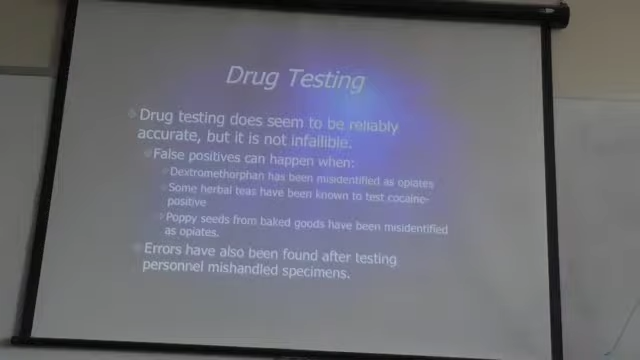 Drug Testing
Drug testing does seem to be reliably
accurate, but it is not infallible.
False positives can happen when:
Dextromethorphan has been misidentified as opiates
Some herbal teas have been known to test cocaine-
positive
Poppy seeds from baked goods have been misidentified
as opiates.
Errors have also been found after testing
personnel mishandled specimens.